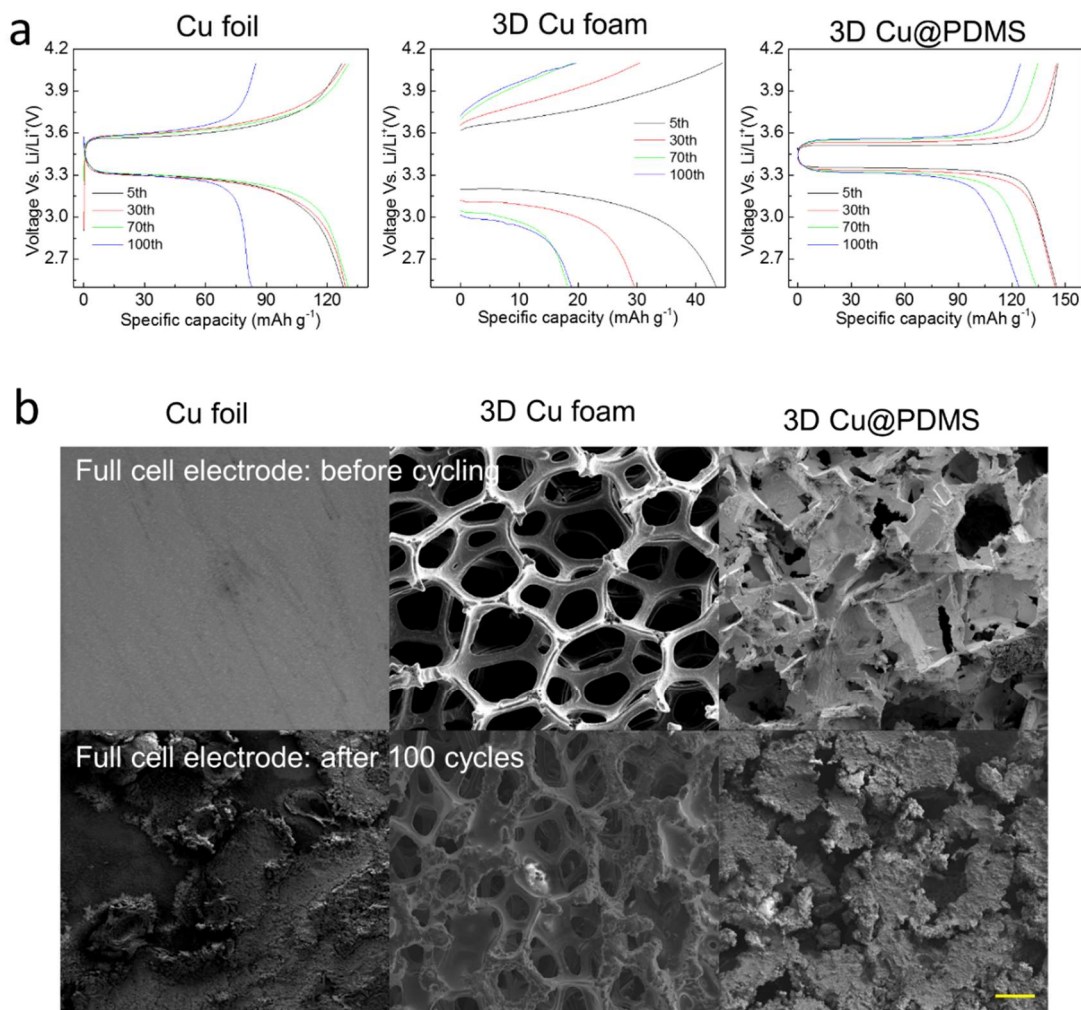 a
Cu foil
3D Cu foam
3D Cu@PDMS
4.2
3.9
3.6
3.3
3.0
2.7
Voltage Vs. Li/Li⁺(V)
5th
30th
70th
100th
0 30 60 90 120
Specific capacity (mAh g⁻¹)
4.2
3.9
3.6
3.3
3.0
2.7
Voltage Vs. Li/Li⁺(V)
5th
30th
70th
100th
0 10 20 30 40
Specific capacity (mAh g⁻¹)
4.2
3.9
3.6
3.3
3.0
2.7
Voltage Vs. Li/Li⁺(V)
5th
30th
70th
100th
0 30 60 90 120 150
Specific capacity (mAh g⁻¹)
b
Cu foil
3D Cu foam
3D Cu@PDMS
Full cell electrode: before cycling
Full cell electrode: after 100 cycles